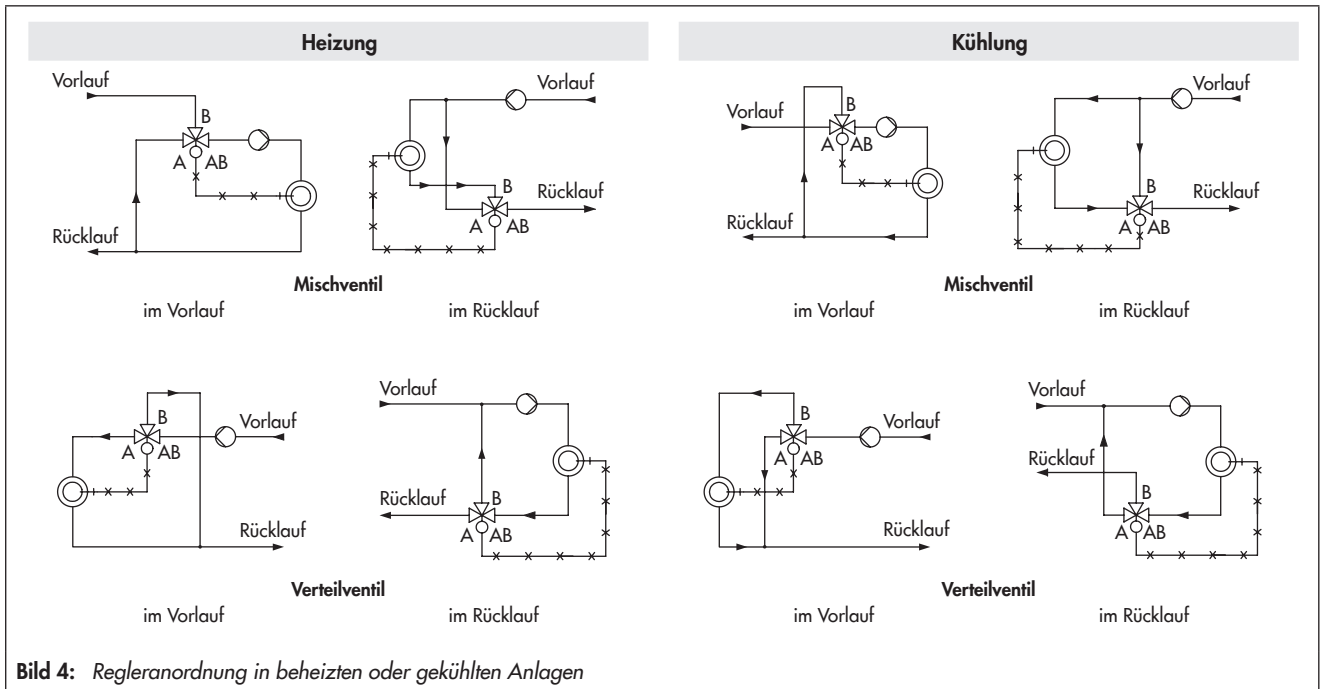 Heizung
Kühlung
Vorlauf
B
A
AB
Rücklauf
Vorlauf
B
A
AB
Rücklauf
Vorlauf
B
A
AB
Rücklauf
Vorlauf
B
A
AB
Rücklauf
Mischventil
im Vorlauf
im Rücklauf
Mischventil
im Vorlauf
im Rücklauf
B
Vorlauf
A
AB
Rücklauf
Vorlauf
Rücklauf
B
A
AB
B
Vorlauf
A
AB
Rücklauf
Vorlauf
Rücklauf
B
A
AB
Verteilventil
im Vorlauf
im Rücklauf
Verteilventil
im Vorlauf
im Rücklauf
Bild 4: Regleranordnung in beheizten oder gekühlten Anlagen